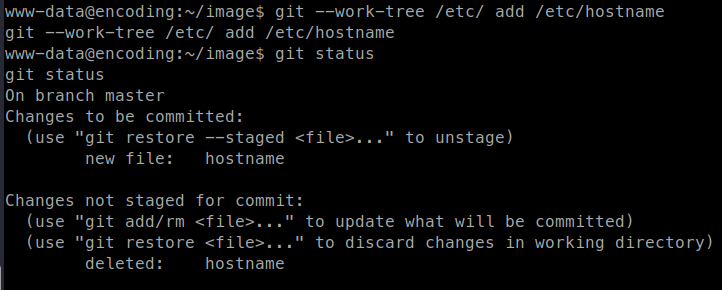 www-data@encoding:~/image$ git --work-tree /etc/ add /etc/hostname
git --work-tree /etc/ add /etc/hostname
www-data@encoding:~/image$ git status
git status
On branch master
Changes to be committed:
  (use "git restore --staged <file>..." to unstage)
        new file:   hostname

Changes not staged for commit:
  (use "git add/rm <file>..." to update what will be committed)
  (use "git restore <file>..." to discard changes in working directory)
        deleted:    hostname